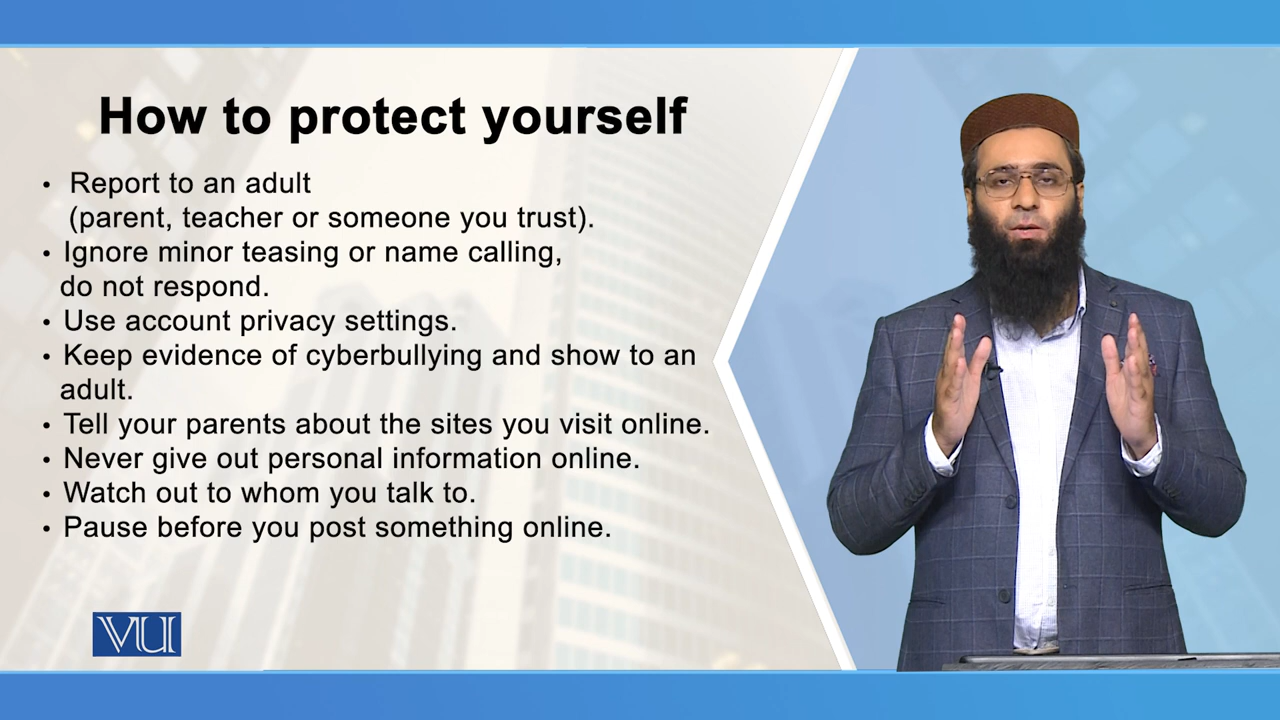 How to protect yourself
• Report to an adult
(parent, teacher or someone you trust).
• Ignore minor teasing or name calling,
do not respond.
• Use account privacy settings.
• Keep evidence of cyberbullying and show to an
adult.
• Tell your parents about the sites you visit online.
• Never give out personal information online.
• Watch out to whom you talk to.
• Pause before you post something online.
VU